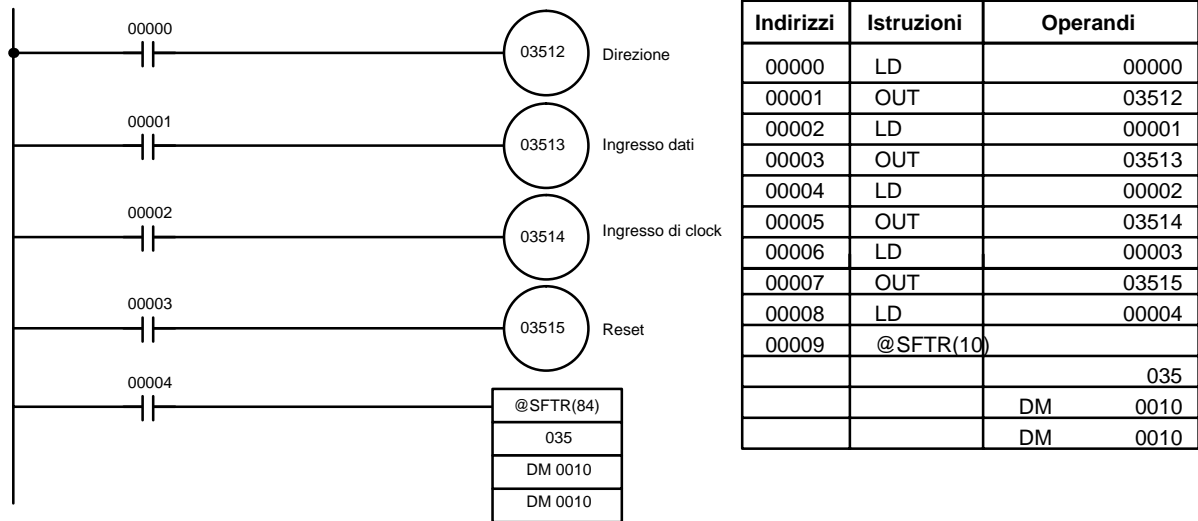 00000
03512 Direzione
00001
03513 Ingresso dati
00002
03514 Ingresso di clock
00003
03515 Reset
00004
@SFTR(84)
035
DM 0010
DM 0010
Indirizzi Istruzioni Operandi
00000 LD 00000
00001 OUT 03512
00002 LD 00001
00003 OUT 03513
00004 LD 00002
00005 OUT 03514
00006 LD 00003
00007 OUT 03515
00008 LD 00004
00009 @SFTR(10)
035
DM 0010
DM 0010